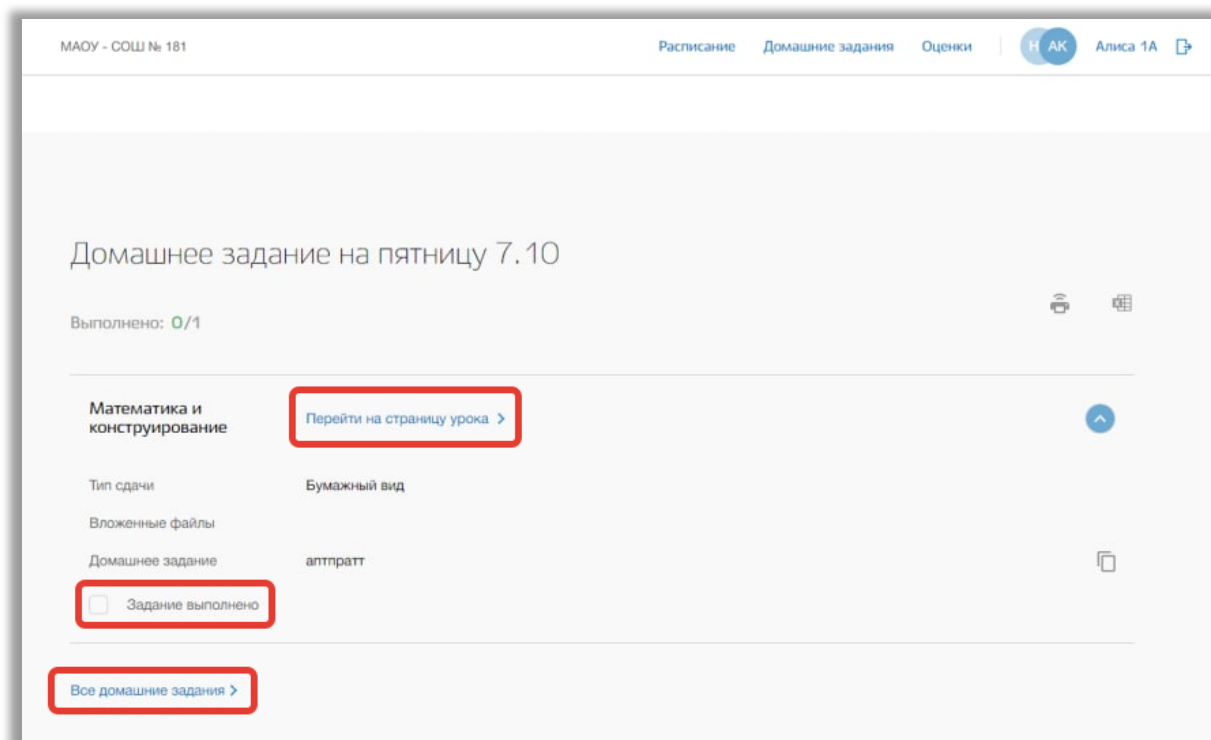 МАОУ - СОШ № 181
Расписание Домашние задания Оценки Н АК Алиса 1А
Домашнее задание на пятницу 7.10
Выполнено: 0/1
Математика и
конструирование
Перейти на страницу урока
Тип сдачи Бумажный вид
Вложенные файлы
Домашнее задание аптпратт
Задание выполнено
Все домашние задания